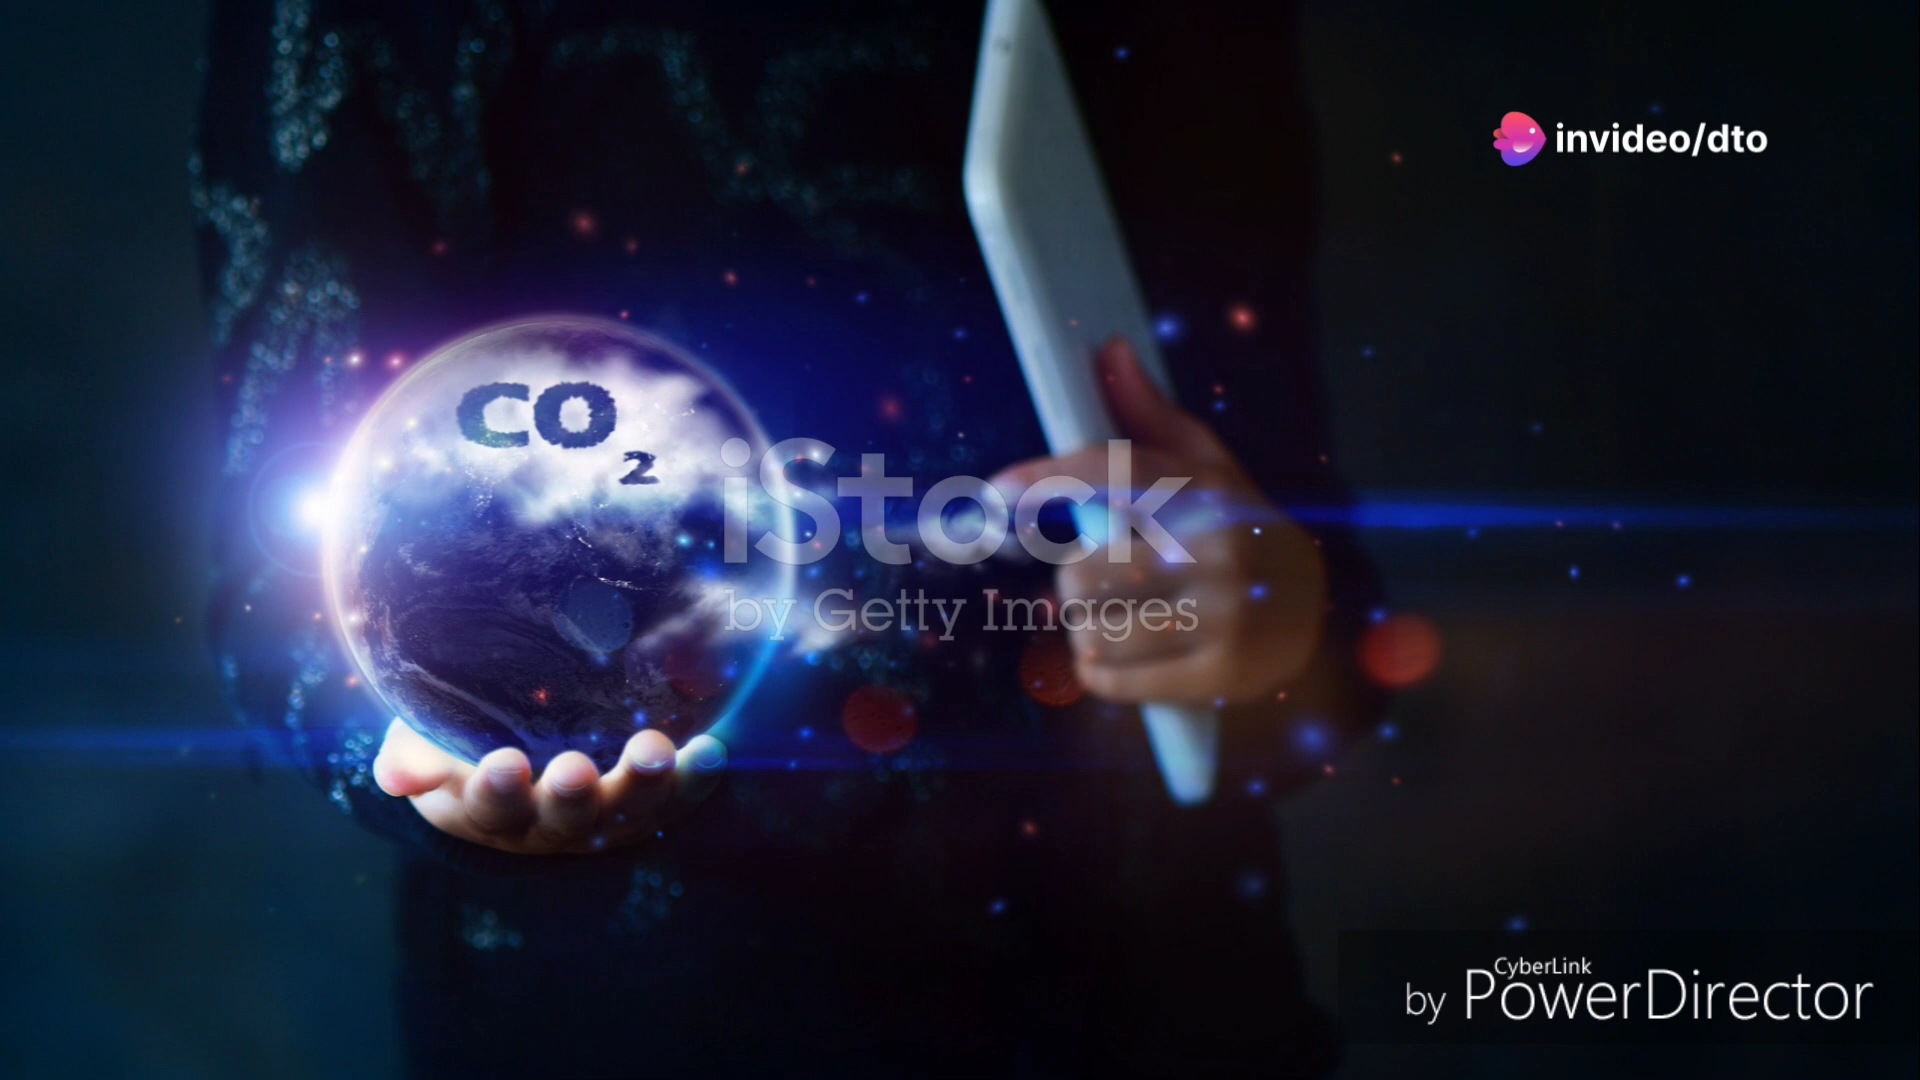 invideo/dto
CO2
iStock
by Getty Images
CyberLink
by PowerDirector